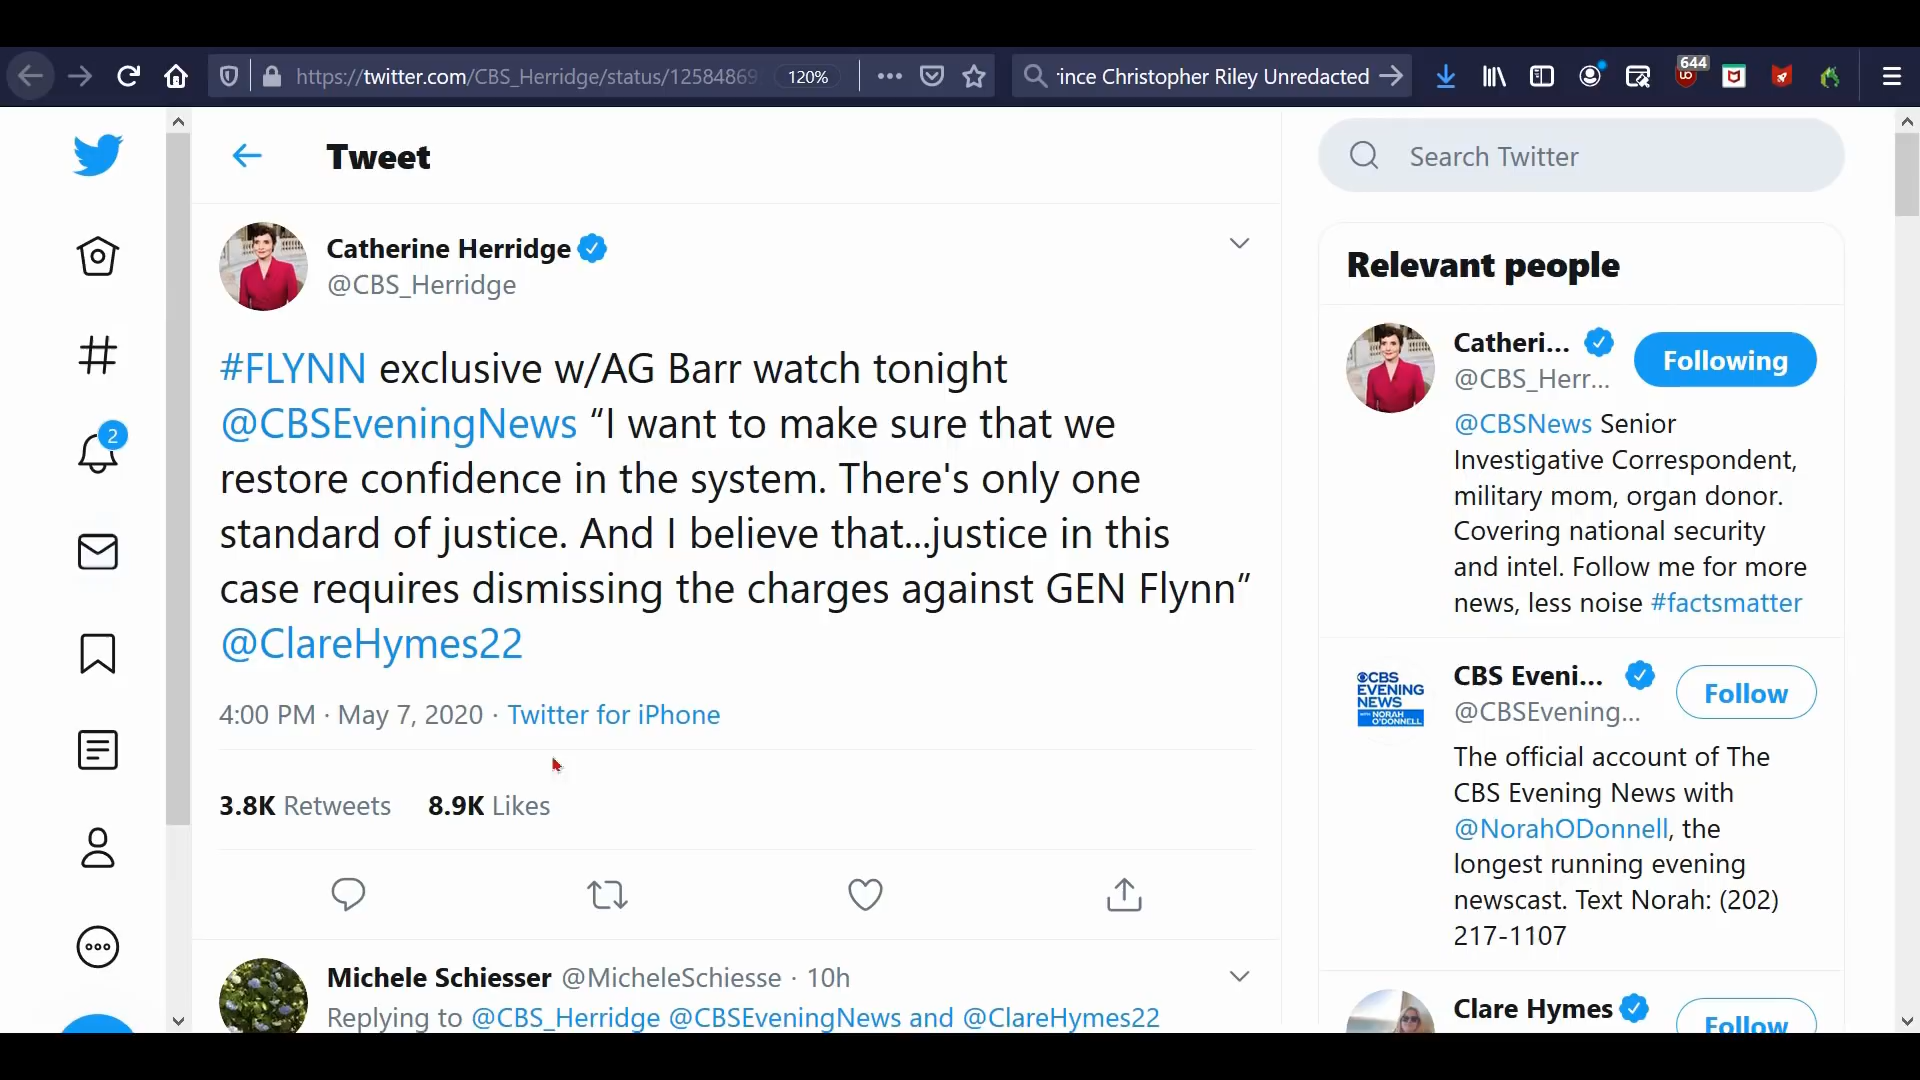 https://twitter.com/CBS_Herridge/status/12584869
120%
ince Christopher Riley Unredacted
644
Tweet
Search Twitter
Catherine Herridge
@CBS_Herridge
#FLYNN exclusive w/AG Barr watch tonight
@CBSEveningNews “I want to make sure that we
restore confidence in the system. There's only one
standard of justice. And I believe that...justice in this
case requires dismissing the charges against GEN Flynn”
@ClareHymes22
4:00 PM · May 7, 2020 · Twitter for iPhone
3.8K Retweets 8.9K Likes
2
Michele Schiesser @MicheleSchiesse · 10h
Replying to @CBS_Herridge @CBSEveningNews and @ClareHymes22
Relevant people
Catheri...
@CBS_Herr...
Following
@CBSNews Senior
Investigative Correspondent,
military mom, organ donor.
Covering national security
and intel. Follow me for more
news, less noise #factsmatter
CBS EVENING NEWS
WITH NORAH O'DONNELL
CBS Eveni...
@CBSEvening...
Follow
The official account of The
CBS Evening News with
@NorahODonnell, the
longest running evening
newscast. Text Norah: (202)
217-1107
Clare Hymes
Follow